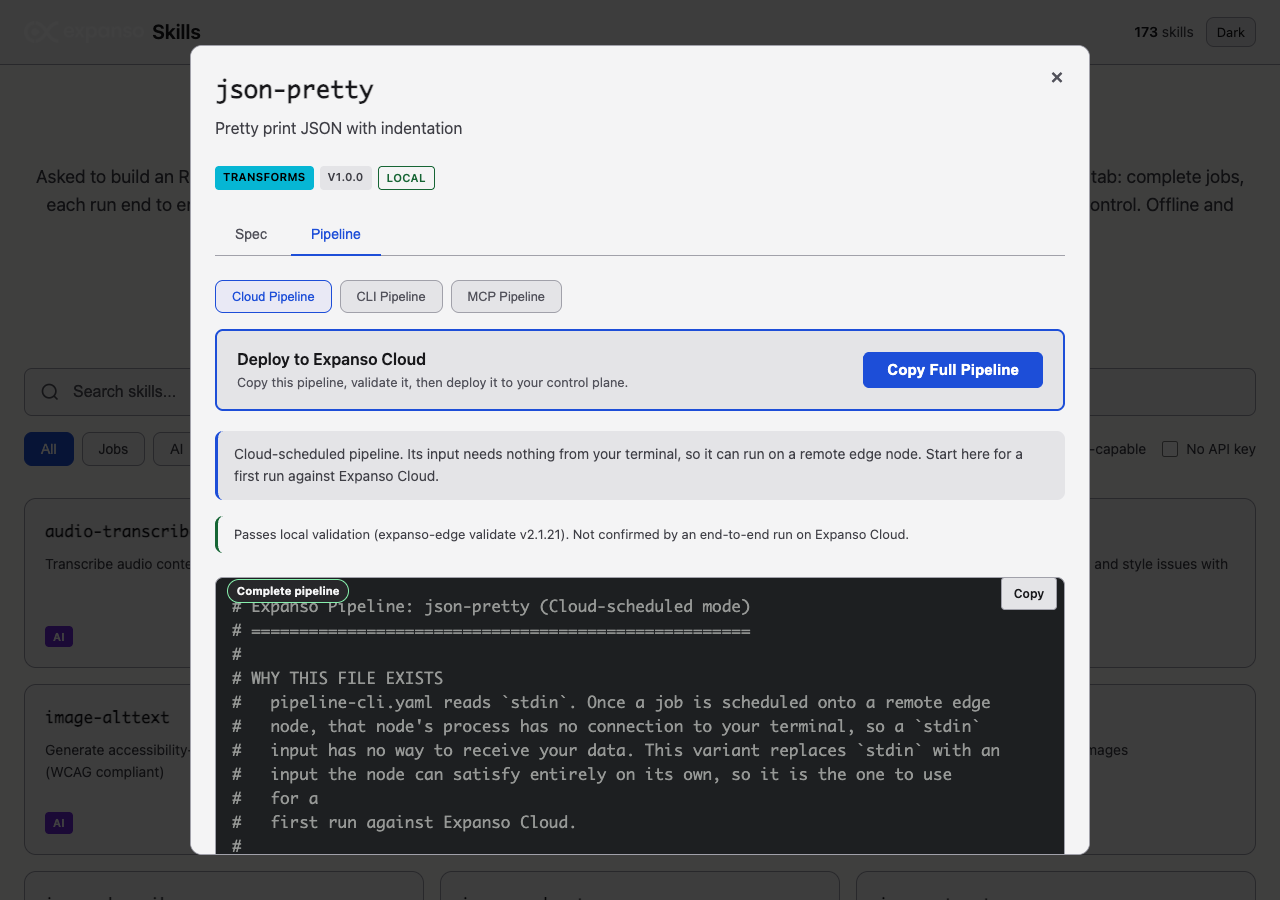 expanso Skills
173 skills
Dark
json-pretty
×
Pretty print JSON with indentation
TRANSFORMS
V1.0.0
LOCAL
Asked to build an R
tab: complete jobs,
each run end to e
ontrol. Offline and
Spec
Pipeline
Cloud Pipeline
CLI Pipeline
MCP Pipeline
Deploy to Expanso Cloud
Copy this pipeline, validate it, then deploy it to your control plane.
Copy Full Pipeline
Search skills...
All
Jobs
AI
-capable
No API key
Cloud-scheduled pipeline. Its input needs nothing from your terminal, so it can run on a remote edge node. Start here for a
first run against Expanso Cloud.
Passes local validation (expanso-edge validate v2.1.21). Not confirmed by an end-to-end run on Expanso Cloud.
audio-transcrib
Transcribe audio conte
and style issues with
AI
Complete pipeline
Copy
# Expanso Pipeline: json-pretty (Cloud-scheduled mode)
# ====================================================
#
# WHY THIS FILE EXISTS
#   pipeline-cli.yaml reads `stdin`. Once a job is scheduled onto a remote edge
#   node, that node's process has no connection to your terminal, so a `stdin`
#   input has no way to receive your data. This variant replaces `stdin` with an
#   input the node can satisfy entirely on its own, so it is the one to use
#   for a
#   first run against Expanso Cloud.
#
image-alttext
Generate accessibility-
mages
(WCAG compliant)
AI